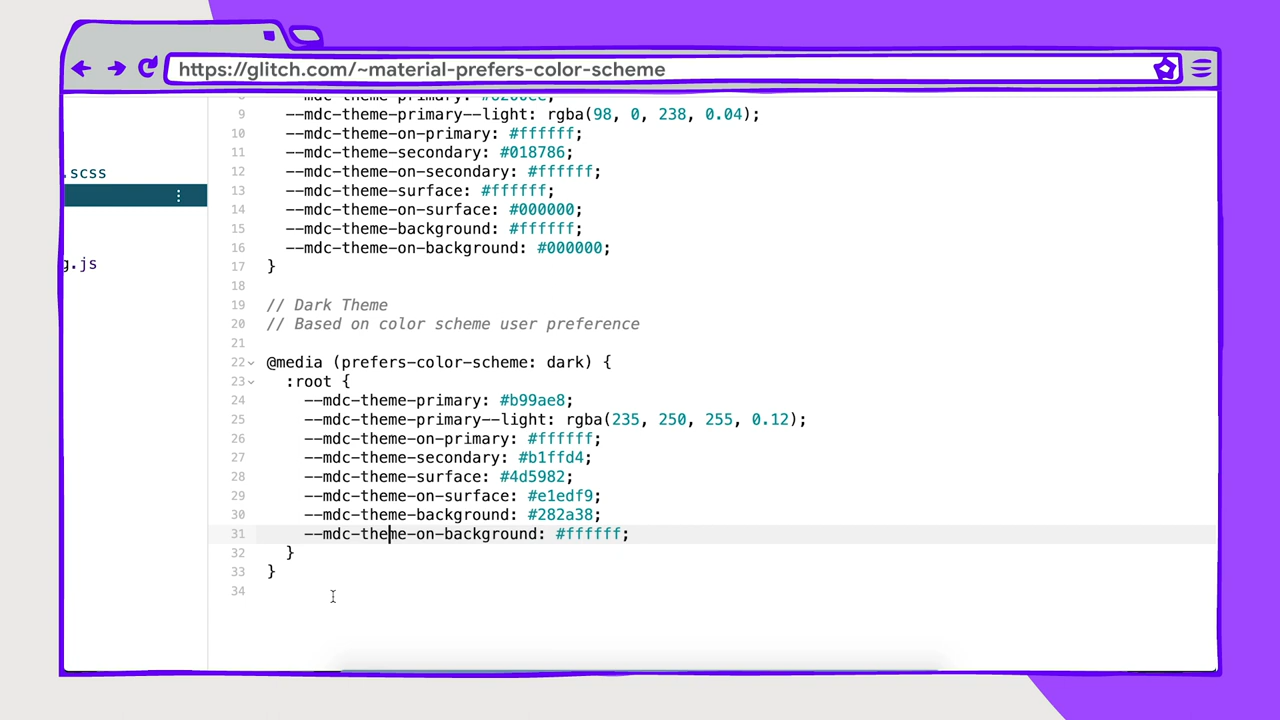 https://glitch.com/~material-prefers-color-scheme
.scss
g.js
9 --mdc-theme-primary--light: rgba(98, 0, 238, 0.04);
10 --mdc-theme-on-primary: #ffffff;
11 --mdc-theme-secondary: #018786;
12 --mdc-theme-on-secondary: #ffffff;
13 --mdc-theme-surface: #ffffff;
14 --mdc-theme-on-surface: #000000;
15 --mdc-theme-background: #ffffff;
16 --mdc-theme-on-background: #000000;
17 }
18
19 // Dark Theme
20 // Based on color scheme user preference
21
22 @media (prefers-color-scheme: dark) {
23 :root {
24 --mdc-theme-primary: #b99ae8;
25 --mdc-theme-primary--light: rgba(235, 250, 255, 0.12);
26 --mdc-theme-on-primary: #ffffff;
27 --mdc-theme-secondary: #b1ffd4;
28 --mdc-theme-surface: #4d5982;
29 --mdc-theme-on-surface: #e1edf9;
30 --mdc-theme-background: #282a38;
31 --mdc-theme-on-background: #ffffff;
32 }
33 }
34